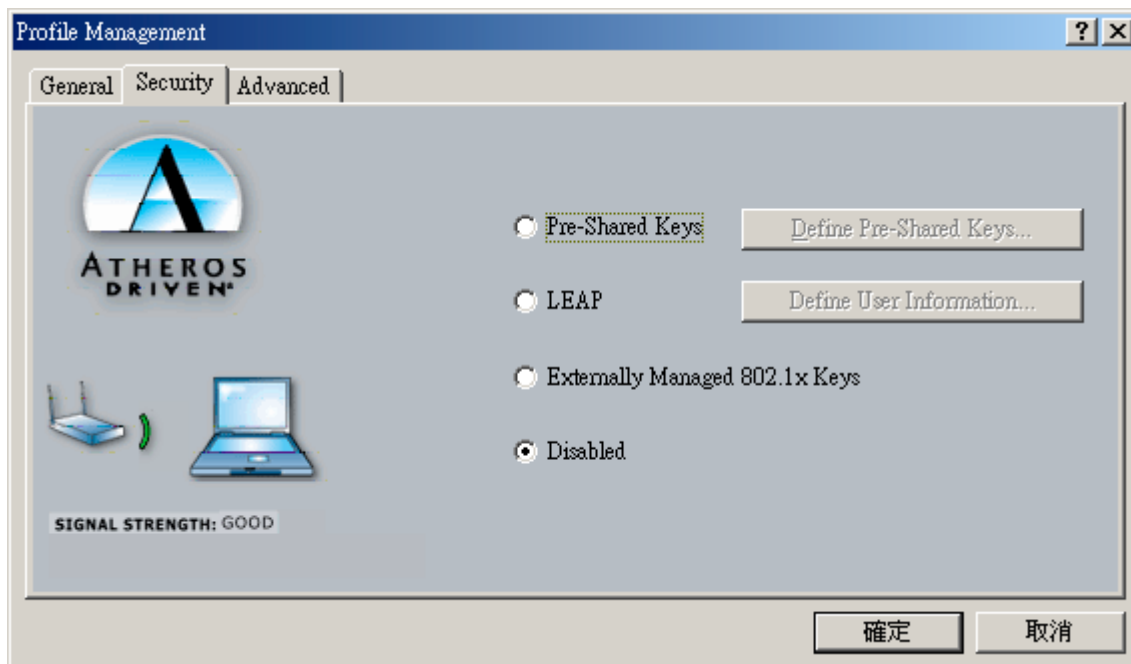 Profile Management
General Security Advanced
ATHEROS
DRIVEN®
Pre-Shared Keys Define Pre-Shared Keys...
LEAP Define User Information...
Externally Managed 802.1x Keys
Disabled
SIGNAL STRENGTH: GOOD
確定 取消